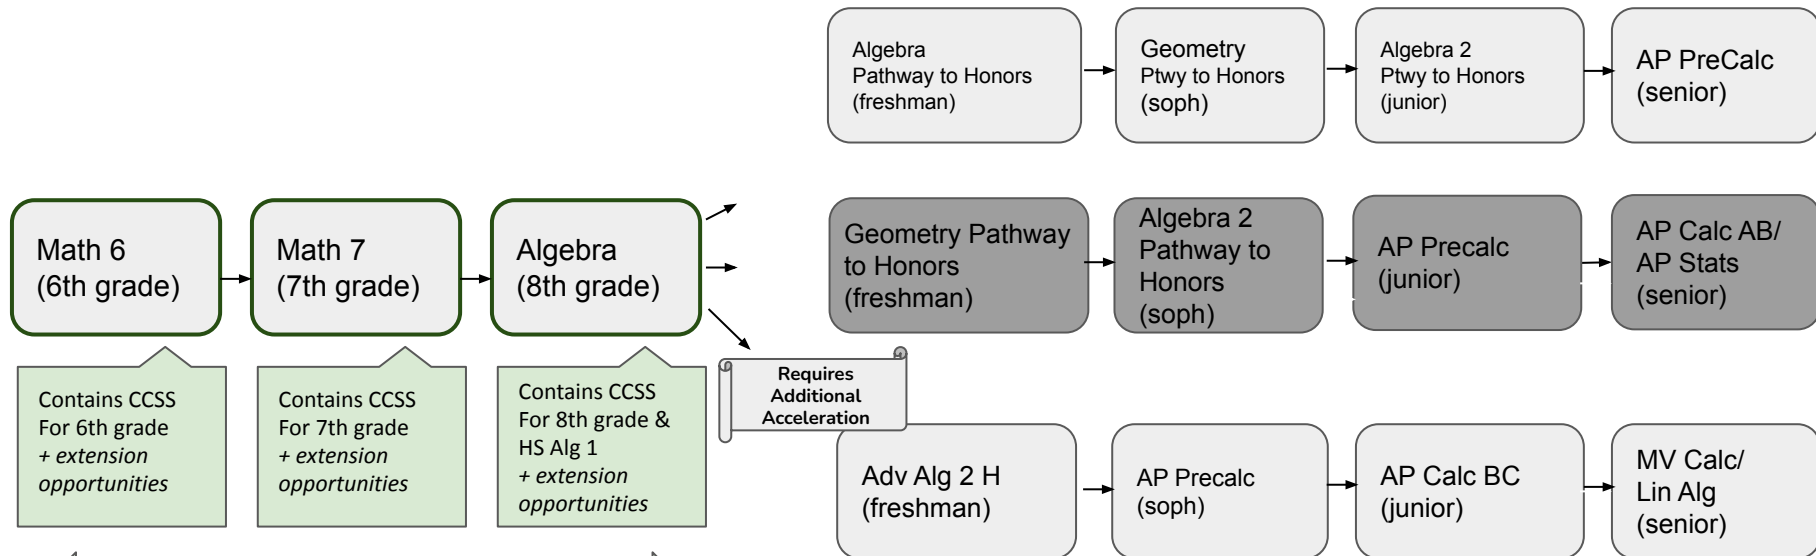 Algebra
Pathway to Honors
(freshman)
Geometry
Ptwy to Honors
(soph)
Algebra 2
Ptwy to Honors
(junior)
AP PreCalc
(senior)
Math 6
(6th grade)
Math 7
(7th grade)
Algebra
(8th grade)
Geometry Pathway
to Honors
(freshman)
Algebra 2
Pathway to
Honors
(soph)
AP Precalc
(junior)
AP Calc AB/
AP Stats
(senior)
Contains CCSS
For 6th grade
+ extension
opportunities
Contains CCSS
For 7th grade
+ extension
opportunities
Contains CCSS
For 8th grade &
HS Alg 1
+ extension
opportunities
Requires
Additional
Acceleration
Adv Alg 2 H
(freshman)
AP Precalc
(soph)
AP Calc BC
(junior)
MV Calc/
Lin Alg
(senior)